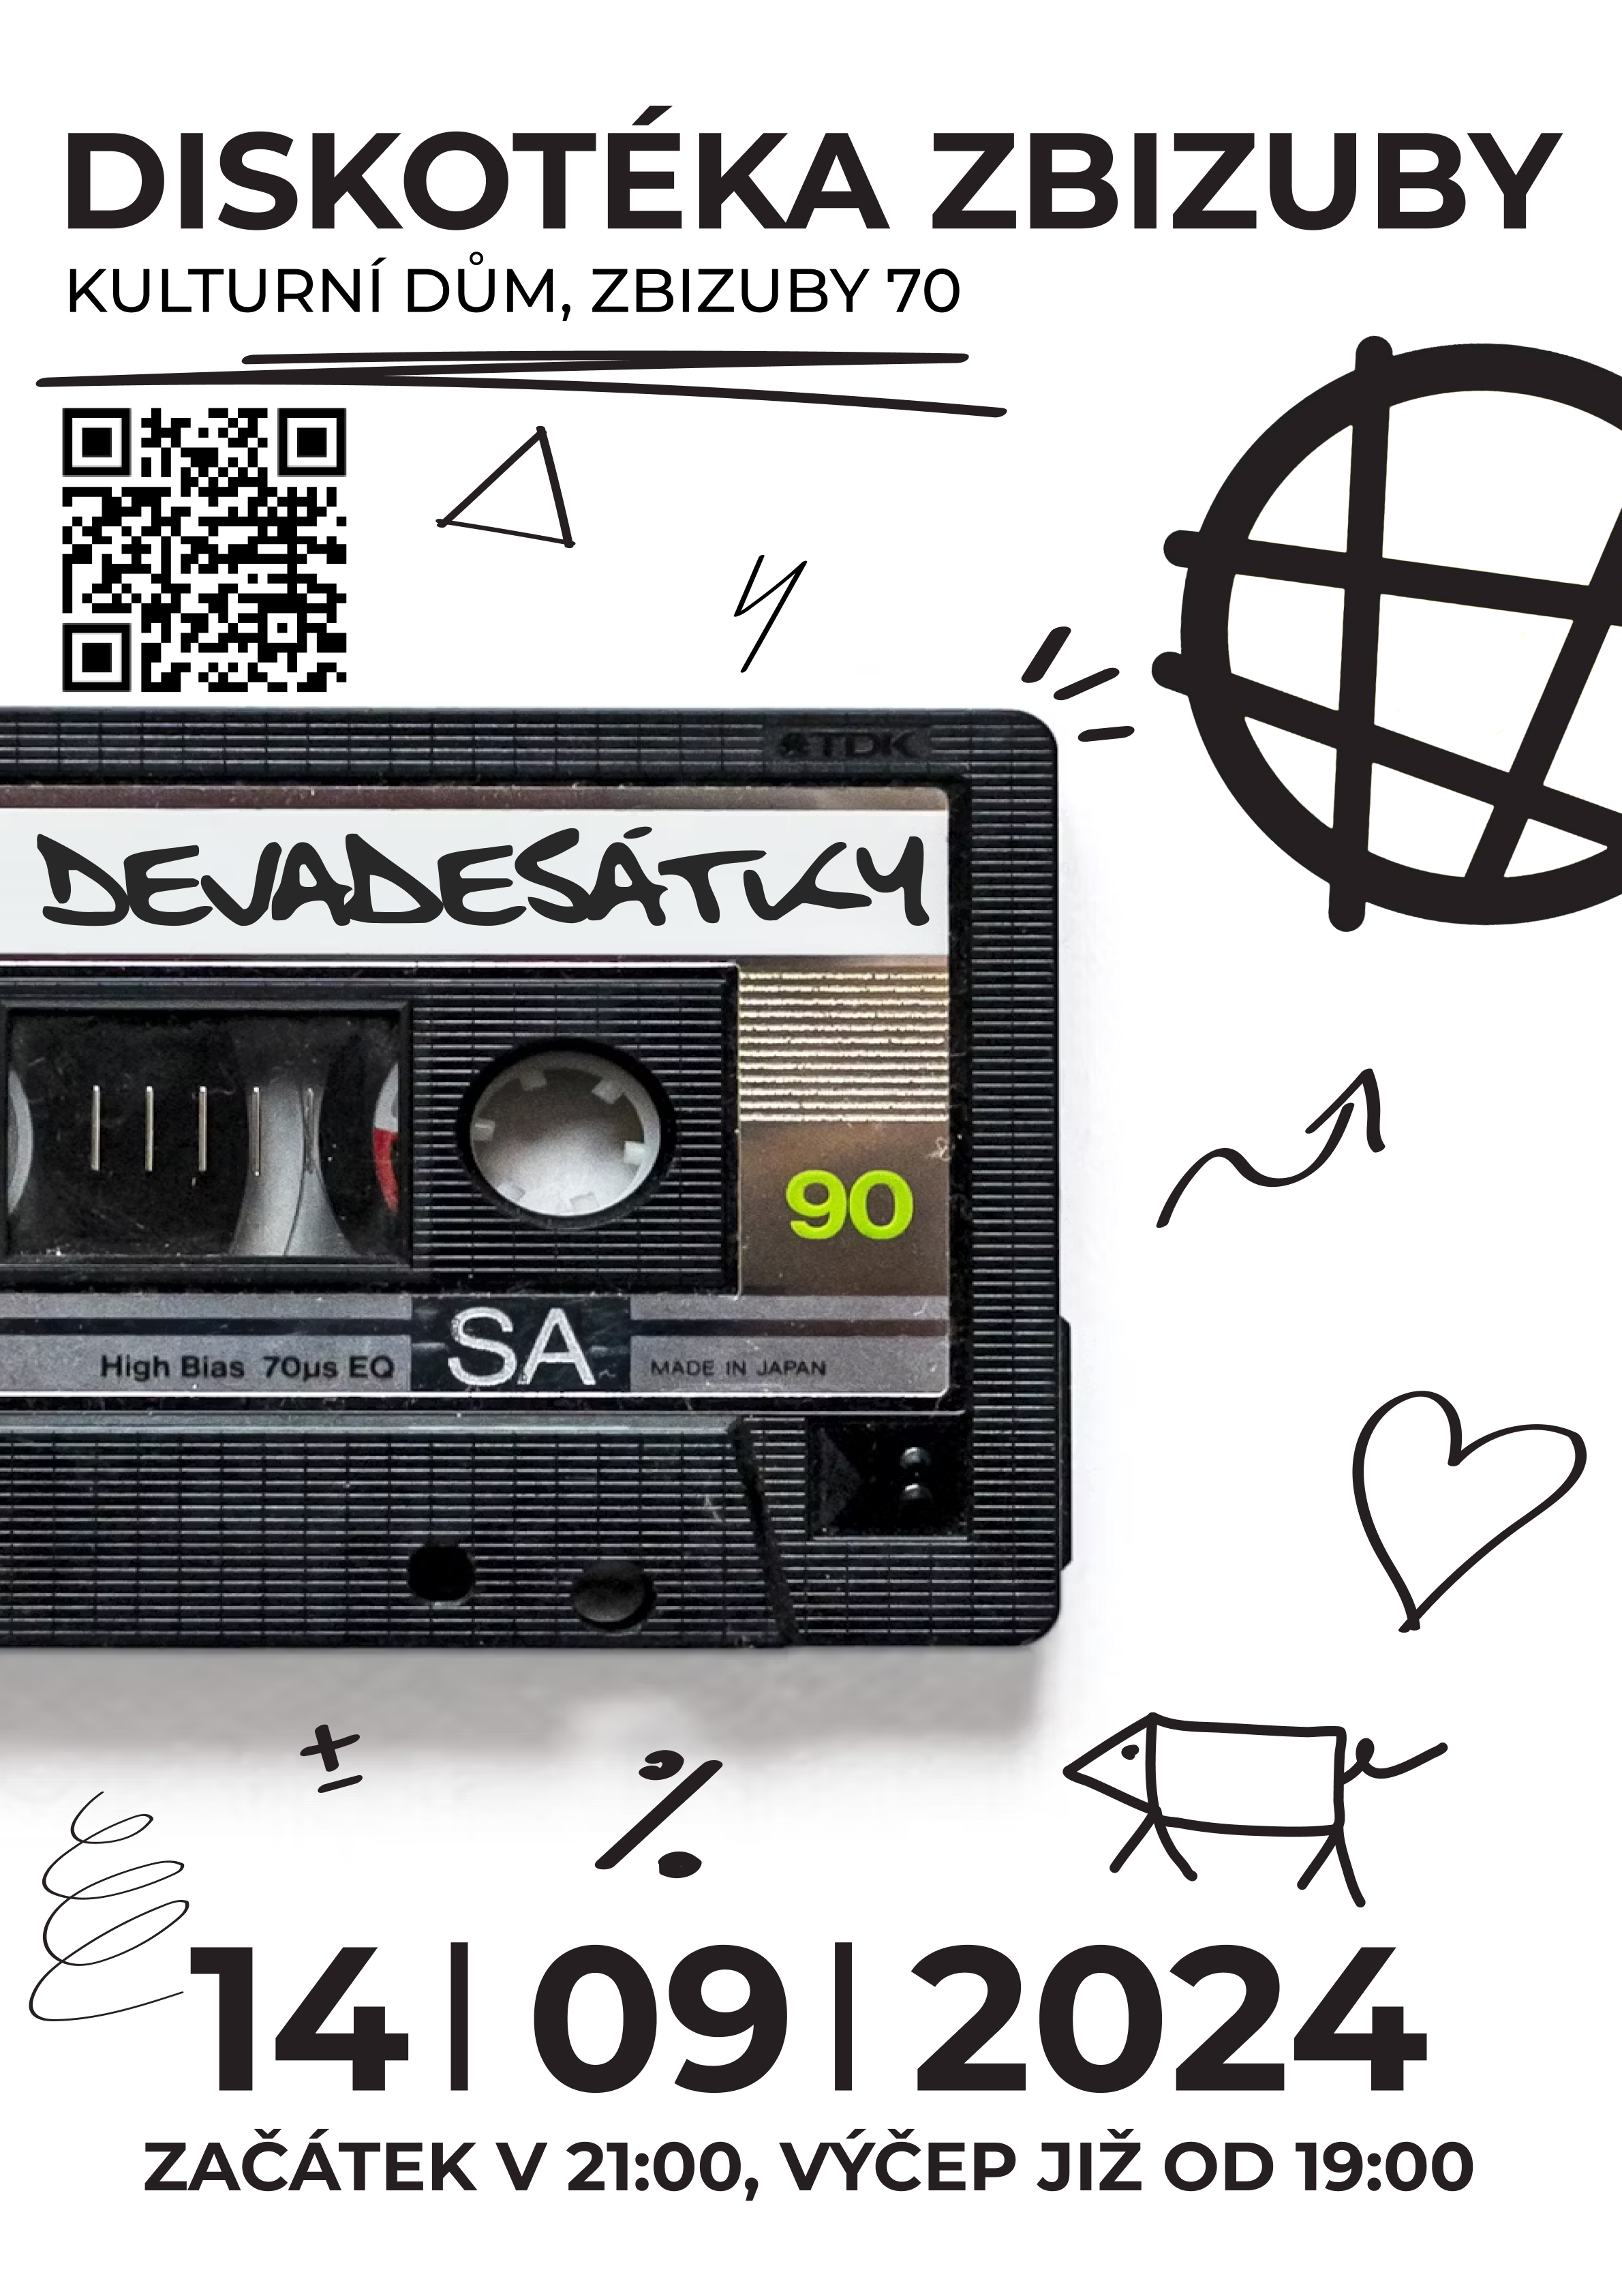 DISKOTÉKA ZBIZUBY
KULTURNÍ DŮM, ZBIZUBY 70
TDK
DEVADESÁTKY
90
SA
High Bias 70µs EQ
MADE IN JAPAN
±
%
14 | 09 | 2024
ZAČÁTEK V 21:00, VÝČEP JIŽ OD 19:00